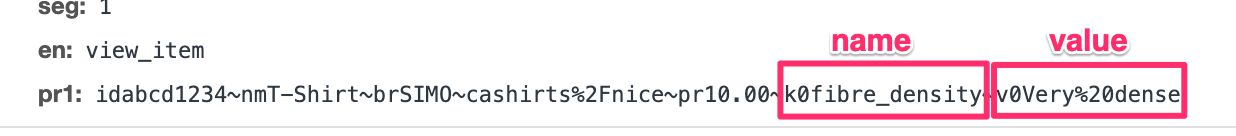 seg: 1
en: view_item
name value
pr1: idabcd1234~nmT-Shirt~brSIMO~cashirts%2Fnice~pr10.00~k0fibre_density~v0Very%20dense